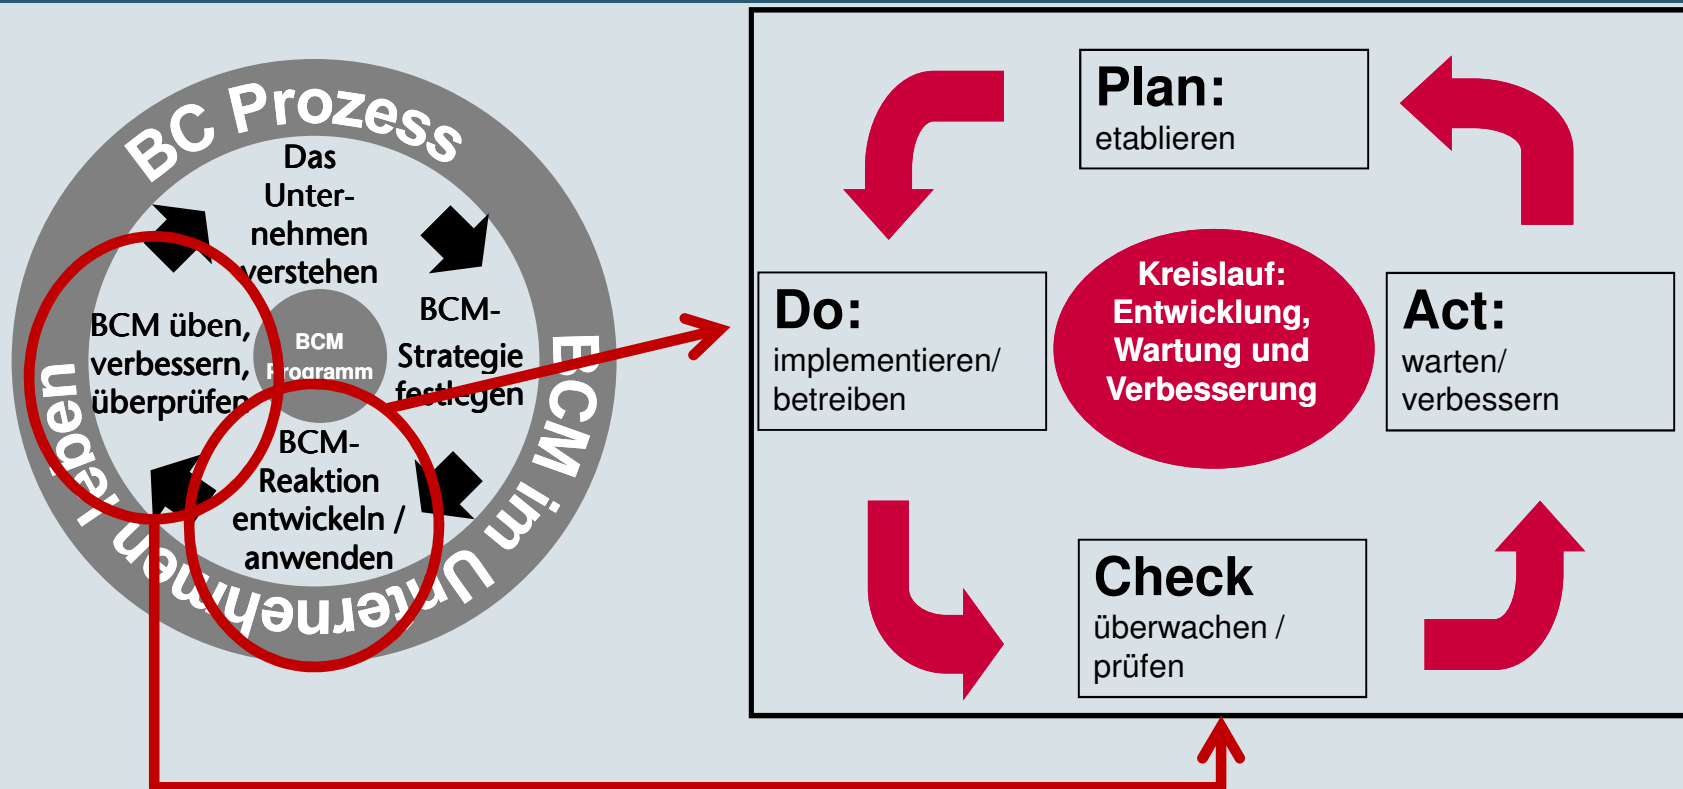 BC Prozess
BCM im Unternehmen leben
Das
Unter-
nehmen
verstehen
BCM-
Strategie
festlegen
BCM-
Reaktion
entwickeln /
anwenden
BCM üben,
verbessern,
überprüfen
BCM
Programm
Plan:
etablieren
Do:
implementieren/
betreiben
Kreislauf:
Entwicklung,
Wartung und
Verbesserung
Act:
warten/
verbessern
Check
überwachen /
prüfen